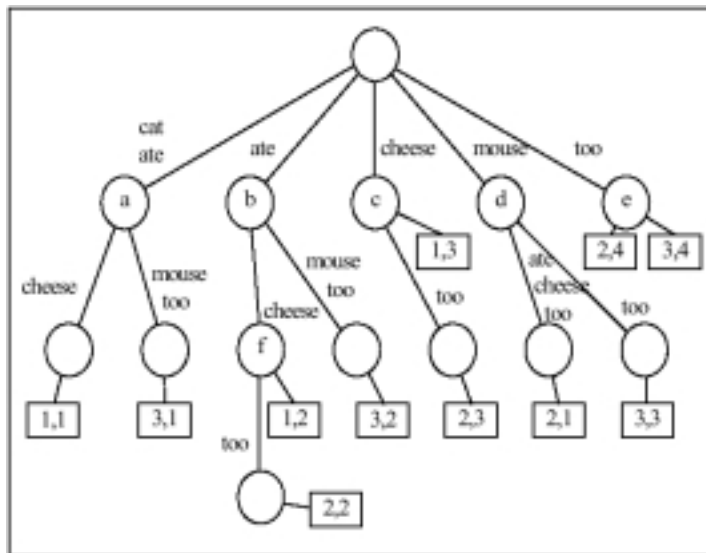 cat
ate
ate
cheese
mouse
too
a
b
c
d
e
1,3
2,4
3,4
cheese
mouse
too
mouse
too
cheese
too
ate
cheese
too
too
f
1,1
3,1
1,2
3,2
2,3
2,1
3,3
too
2,2